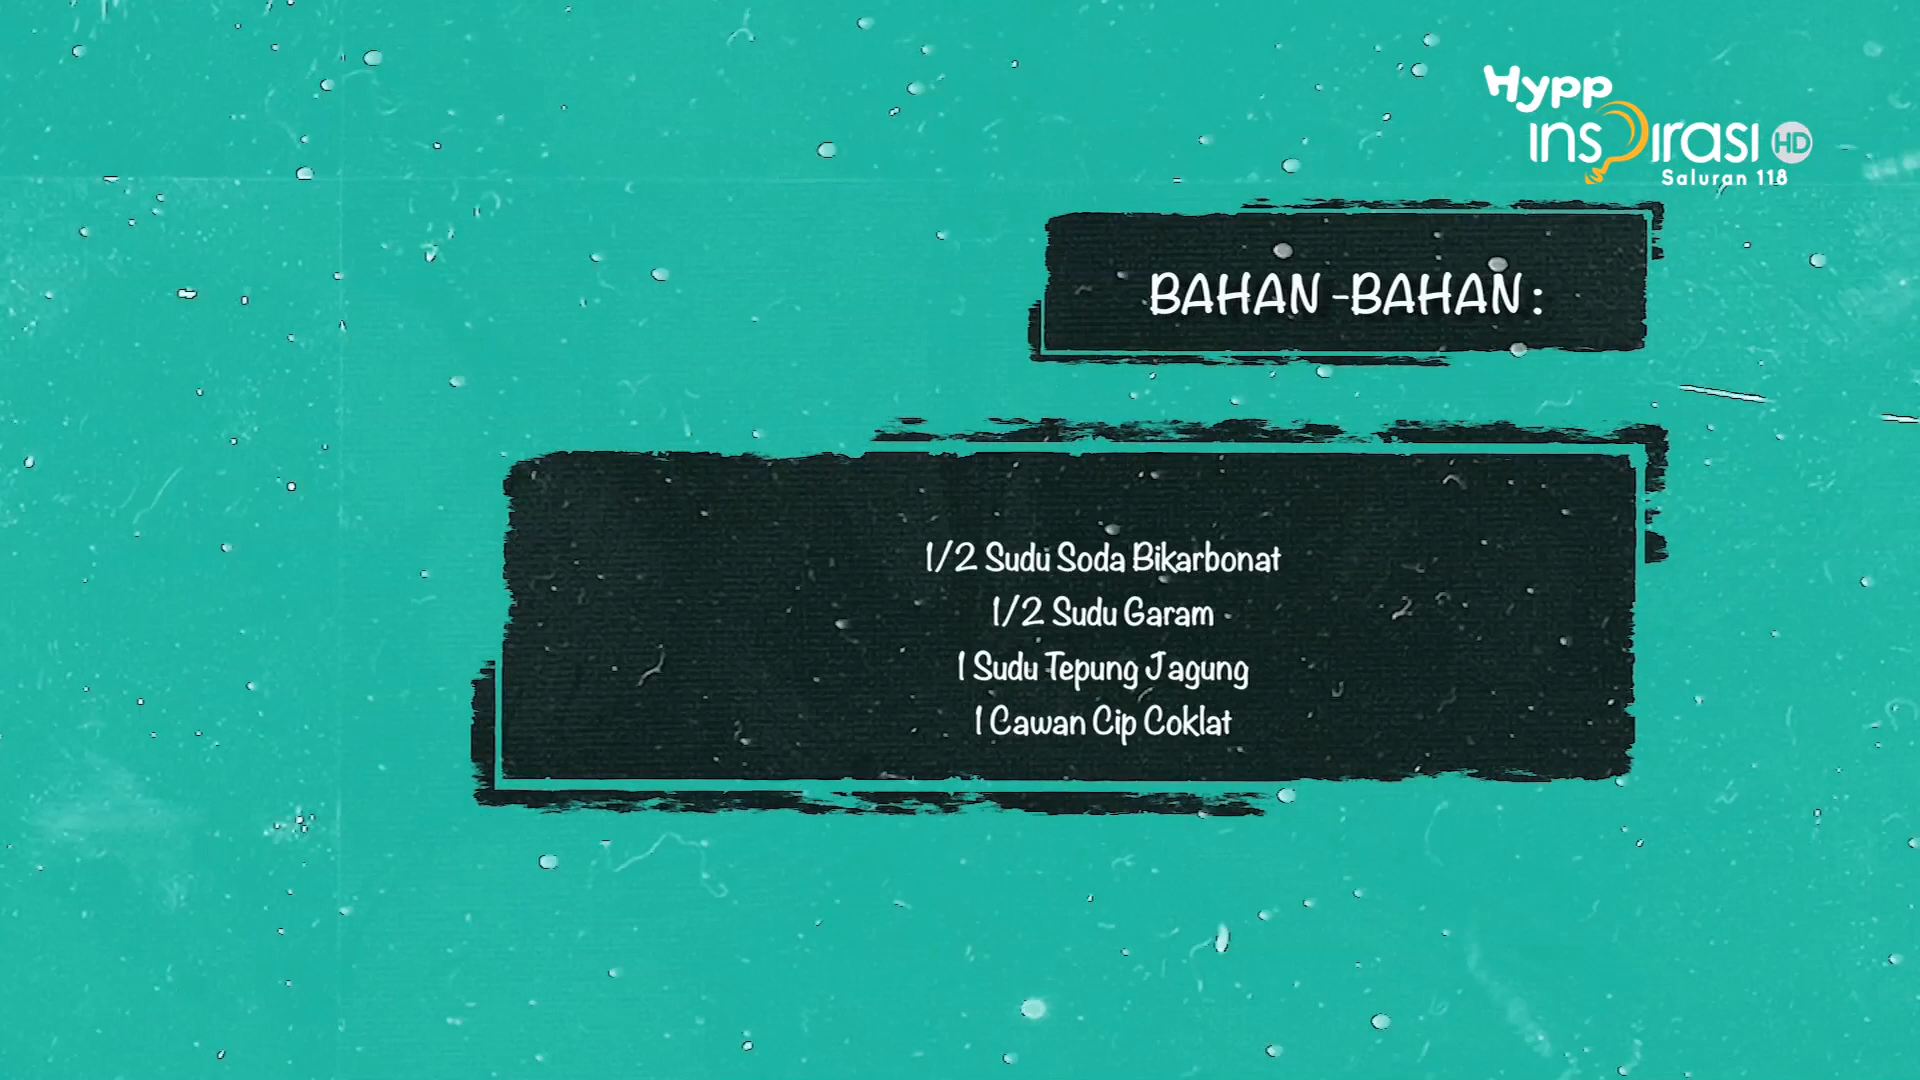 Hypp
inspirasi HD
Saluran 118
BAHAN-BAHAN:
1/2 Sudu Soda Bikarbonat
1/2 Sudu Garam
1 Sudu Tepung Jagung
1 Cawan Cip Coklat